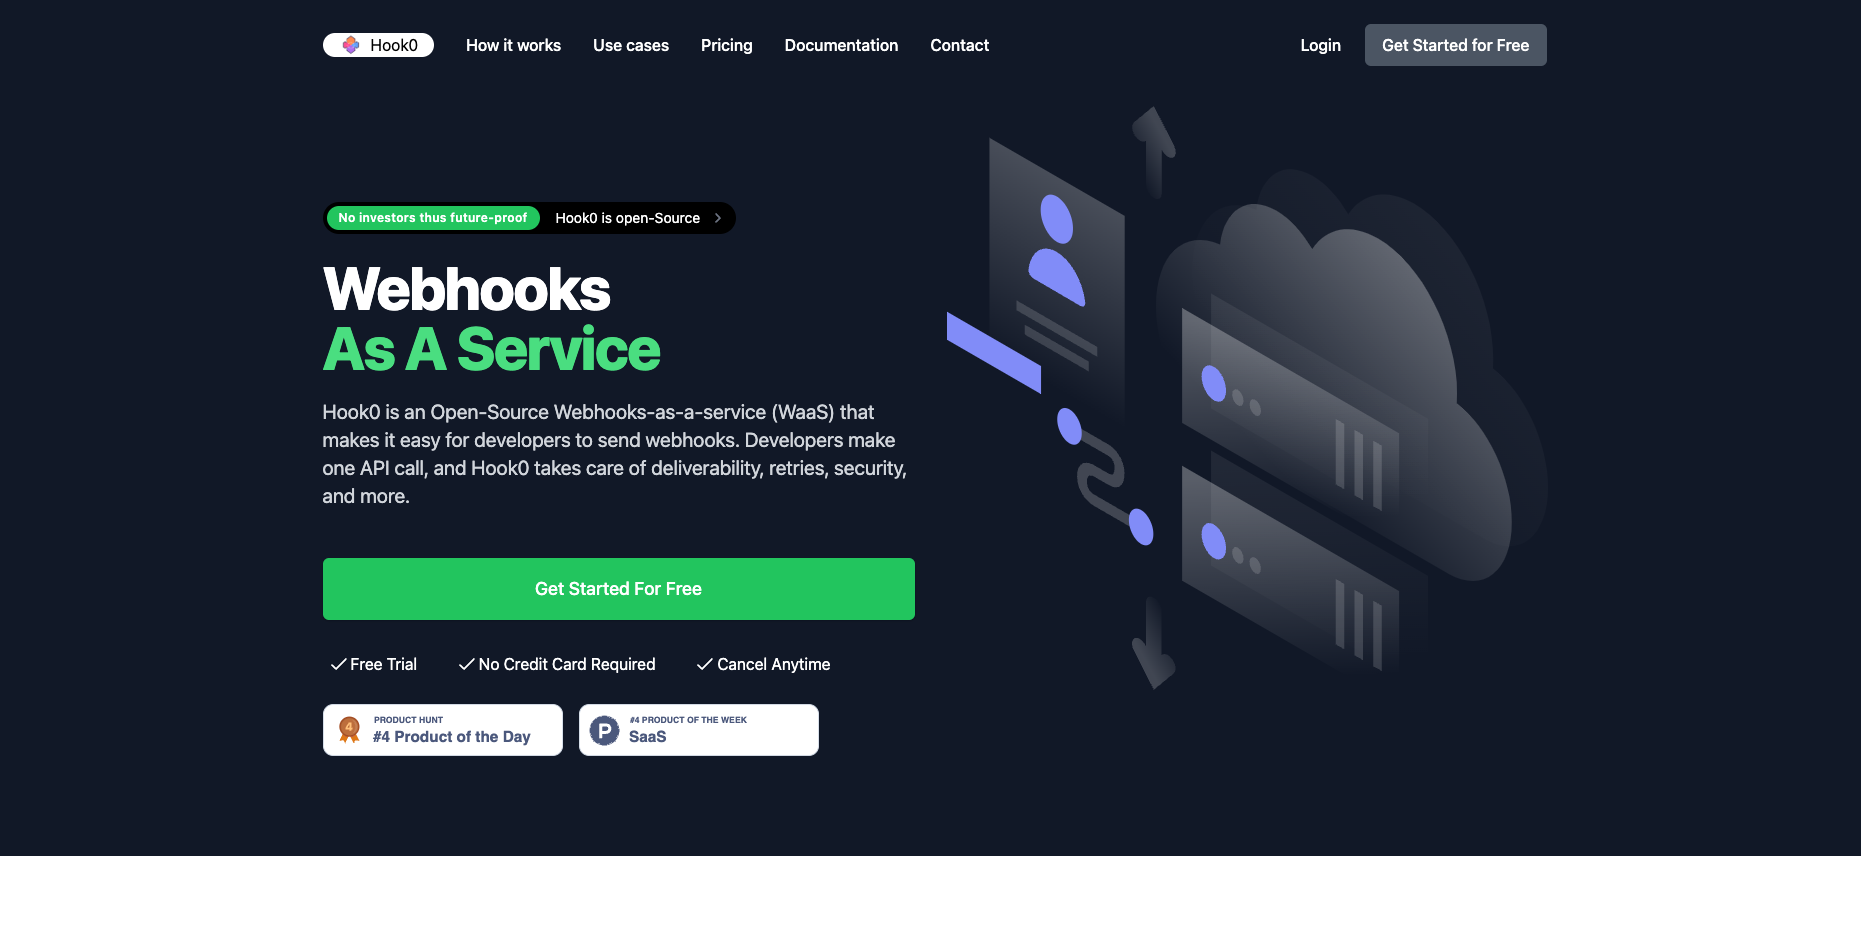 Hook0
How it works
Use cases
Pricing
Documentation
Contact
Login
Get Started for Free
No investors thus future-proof
Hook0 is open-Source
Webhooks
As A Service
Hook0 is an Open-Source Webhooks-as-a-service (WaaS) that
makes it easy for developers to send webhooks. Developers make
one API call, and Hook0 takes care of deliverability, retries, security,
and more.
Get Started For Free
Free Trial
No Credit Card Required
Cancel Anytime
4
PRODUCT HUNT
#4 Product of the Day
P
#4 PRODUCT OF THE WEEK
SaaS